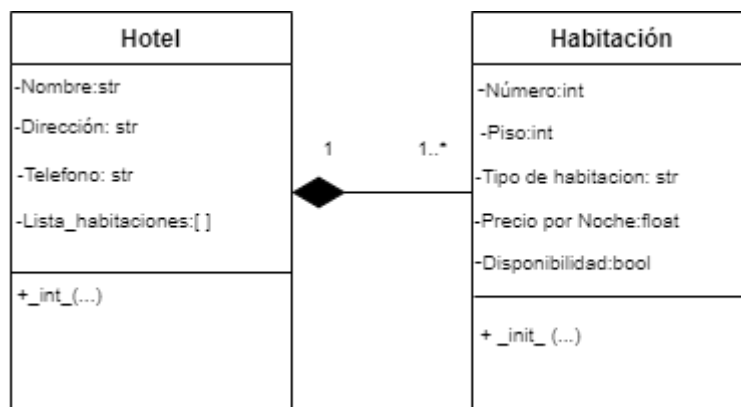 Hotel
-Nombre:str
-Dirección: str
-Telefono: str
-Lista_habitaciones:[ ]
+_int_(...)
1
1..*
Habitación
-Número:int
-Piso:int
-Tipo de habitacion: str
-Precio por Noche:float
-Disponibilidad:bool
+ _init_ (...)